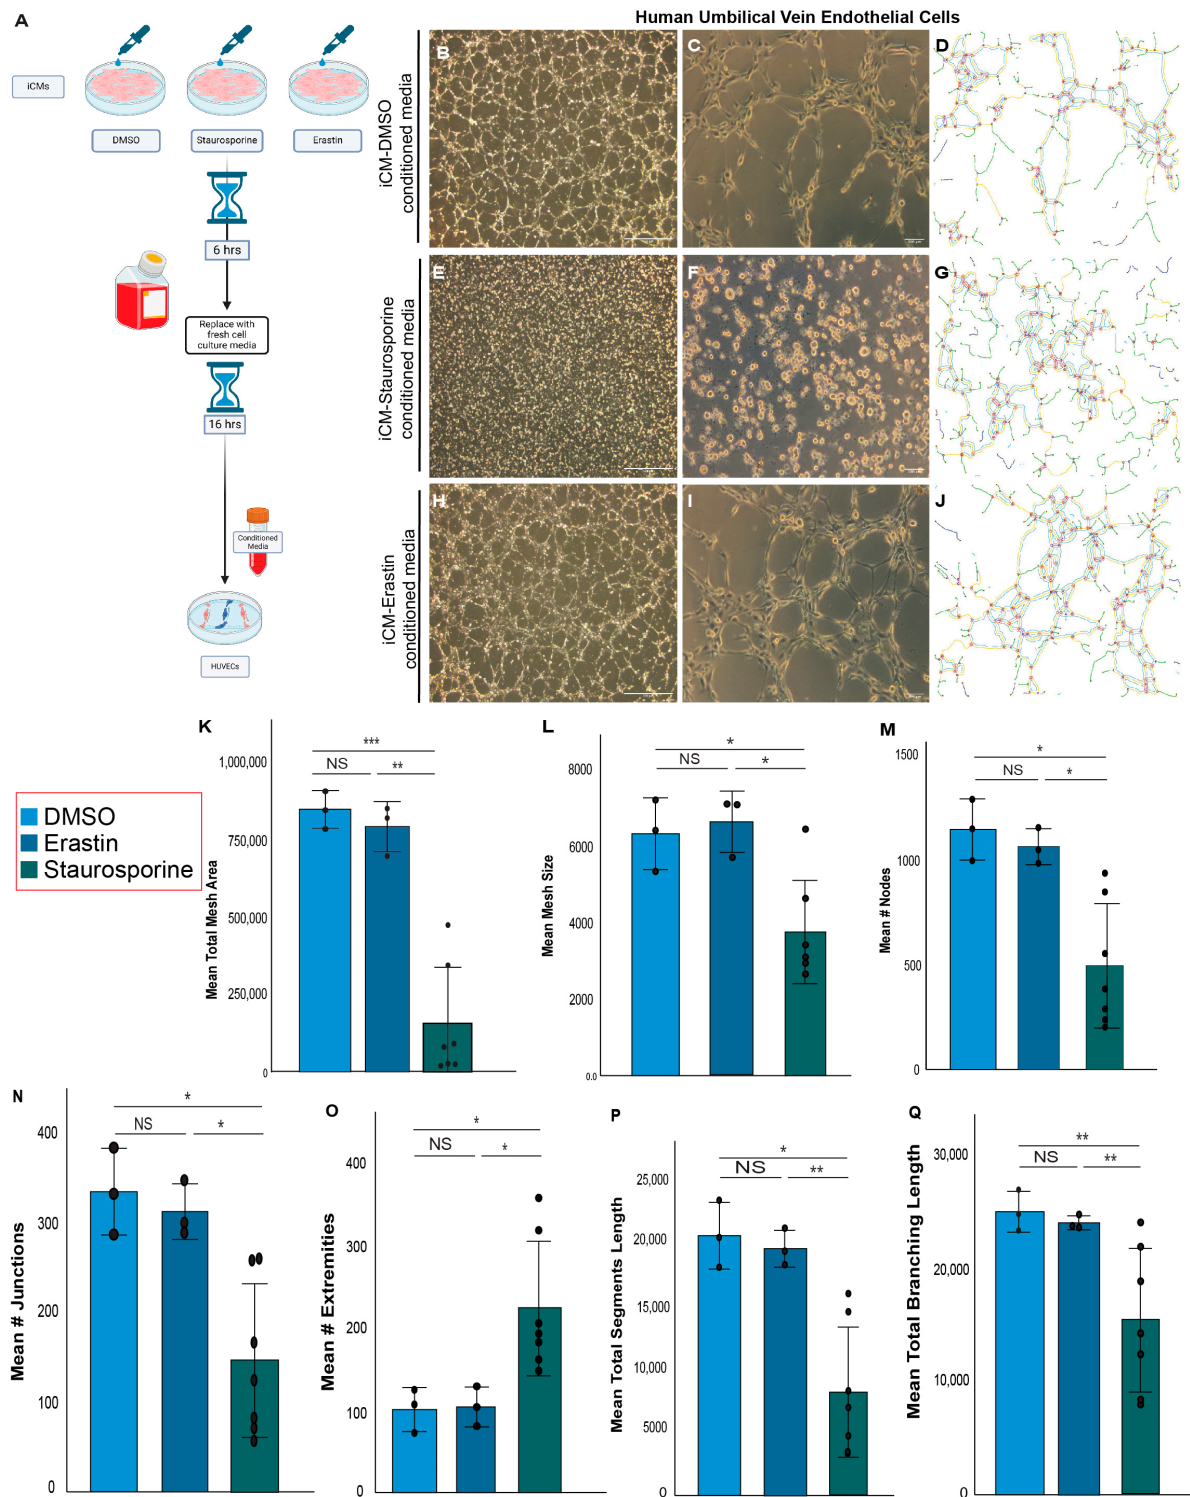 A
Human Umbilical Vein Endothelial Cells
iCMs
DMSO
Staurosporine
Erastin
6 hrs
Replace with
fresh cell
culture media
16 hrs
Conditioned
Media
HUVECs
iCM-DMSO
conditioned media
B
C
D
iCM-Staurosporine
conditioned media
E
F
G
iCM-Erastin
conditioned media
H
I
J
DMSO
Erastin
Staurosporine
K
Mean Total Mesh Area
1,000,000
750,000
500,000
250,000
0
***
NS
**
L
Mean Mesh Size
8000
6000
4000
2000
0.0
*
NS
*
M
Mean # Nodes
1500
1000
500
0
*
NS
*
N
Mean # Junctions
400
300
200
100
0
*
NS
*
O
Mean # Extremities
400
300
200
100
0
*
NS
*
P
Mean Total Segments Length
25,000
20,000
15,000
10,000
5000
0
*
NS
**
Q
Mean Total Branching Length
30,000
20,000
10,000
0
**
NS
**